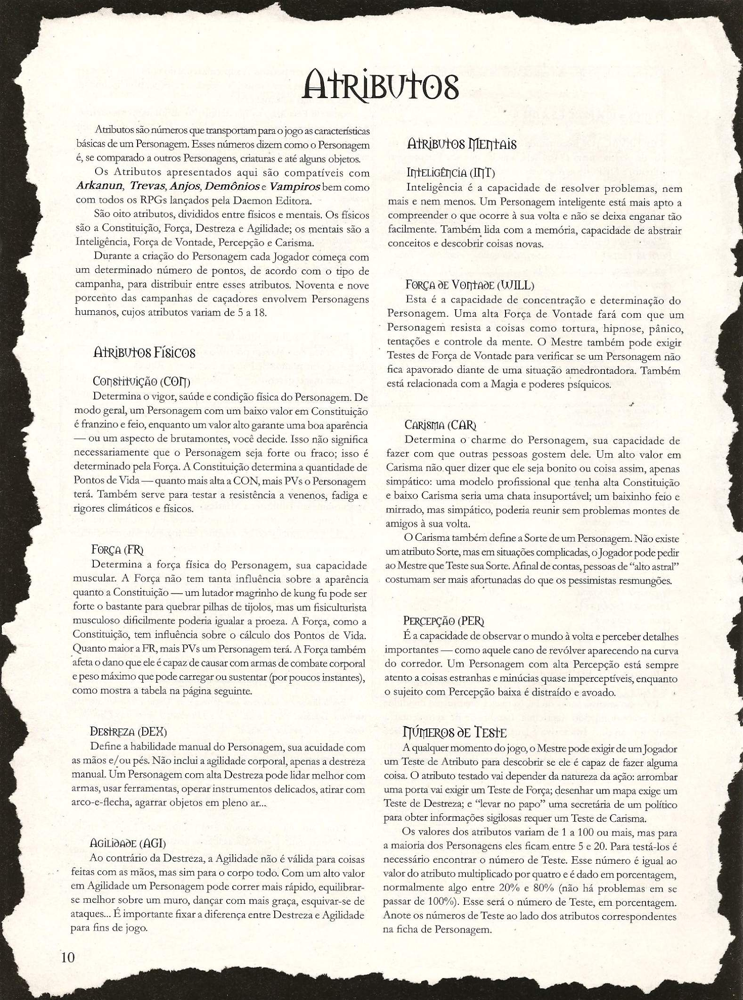 Atributos
Atributos são números que transportam para o jogo as características
básicas de um Personagem. Esses números dizem como o Personagem
é, se comparado a outros Personagens, criaturas e até alguns objetos.
Os Atributos apresentados aqui são compatíveis com
Arkanun, Trevas, Anjos, Demônios e Vampiros bem como
com todos os RPGs lançados pela Daemon Editora.
São oito atributos, divididos entre físicos e mentais. Os físicos
são a Constituição, Força, Destreza e Agilidade; os mentais são a
Inteligência, Força de Vontade, Percepção e Carisma.
Durante a criação do Personagem cada Jogador começa com
um determinado número de pontos, de acordo com o tipo de
campanha, para distribuir entre esses atributos. Noventa e nove
porcento das campanhas de caçadores envolvem Personagens
humanos, cujos atributos variam de 5 a 18.
Atributos Físicos
Constituição (CON)
Determina o vigor, saúde e condição física do Personagem. De
modo geral, um Personagem com um baixo valor em Constituição
é franzino e feio, enquanto um valor alto garante uma boa aparência
— ou um aspecto de brutamontes, você decide. Isso não significa
necessariamente que o Personagem seja forte ou fraco; isso é
determinado pela Força. A Constituição determina a quantidade de
Pontos de Vida — quanto mais alta a CON, mais PVs o Personagem
terá. Também serve para testar a resistência a venenos, fadiga e
rigores climáticos e físicos.
Força (FR)
Determina a força física do Personagem, sua capacidade
muscular. A Força não tem tanta influência sobre a aparência
quanto a Constituição — um lutador magrinho de kung fu pode ser
forte o bastante para quebrar pilhas de tijolos, mas um fisiculturista
musculoso dificilmente poderia igualar a proeza. A Força, como a
Constituição, tem influência sobre o cálculo dos Pontos de Vida.
Quanto maior a FR, mais PVs um Personagem terá. A Força também
afeta o dano que ele é capaz de causar com armas de combate corporal
e peso máximo que pode carregar ou sustentar (por poucos instantes),
como mostra a tabela na página seguinte.
Destreza (DEX)
Define a habilidade manual do Personagem, sua acuidade com
as mãos e/ou pés. Não inclui a agilidade corporal, apenas a destreza
manual. Um Personagem com alta Destreza pode lidar melhor com
armas, usar ferramentas, operar instrumentos delicados, atirar com
arco-e-flecha, agarrar objetos em pleno ar...
Agilidade (AGI)
Ao contrário da Destreza, a Agilidade não é válida para coisas
feitas com as mãos, mas sim para o corpo todo. Com um alto valor
em Agilidade um Personagem pode correr mais rápido, equilibrar-
se melhor sobre um muro, dançar com mais graça, esquivar-se de
ataques... É importante fixar a diferença entre Destreza e Agilidade
para fins de jogo.
Atributos Mentais
Inteligência (INT)
Inteligência é a capacidade de resolver problemas, nem
mais e nem menos. Um Personagem inteligente está mais apto a
compreender o que ocorre à sua volta e não se deixa enganar tão
facilmente. Também lida com a memória, capacidade de abstrair
conceitos e descobrir coisas novas.
Força de Vontade (WILL)
Esta é a capacidade de concentração e determinação do
Personagem. Uma alta Força de Vontade fará com que um
Personagem resista a coisas como tortura, hipnose, pânico,
tentações e controle da mente. O Mestre também pode exigir
Testes de Força de Vontade para verificar se um Personagem não
fica apavorado diante de uma situação amedrontadora. Também
está relacionada com a Magia e poderes psíquicos.
Carisma (CAR)
Determina o charme do Personagem, sua capacidade de
fazer com que outras pessoas gostem dele. Um alto valor em
Carisma não quer dizer que ele seja bonito ou coisa assim, apenas
simpático: uma modelo profissional que tenha alta Constituição
e baixo Carisma seria uma chata insuportável; um baixinho feio e
mirrado, mas simpático, poderia reunir sem problemas montes de
amigos à sua volta.
O Carisma também define a Sorte de um Personagem. Não existe
um atributo Sorte, mas em situações complicadas, o Jogador pode pedir
ao Mestre que Teste sua Sorte. Afinal de contas, pessoas de “alto astral”
costumam ser mais afortunadas do que os pessimistas resmungões.
Percepção (PER)
É a capacidade de observar o mundo à volta e perceber detalhes
importantes — como aquele cano de revólver aparecendo na curva
do corredor. Um Personagem com alta Percepção está sempre
atento a coisas estranhas e minúcias quase imperceptíveis, enquanto
o sujeito com Percepção baixa é distraído e avoado.
Números de Teste
A qualquer momento do jogo, o Mestre pode exigir de um Jogador
um Teste de Atributo para descobrir se ele é capaz de fazer alguma
coisa. O atributo testado vai depender da natureza da ação: arrombar
uma porta vai exigir um Teste de Força; desenhar um mapa exige um
Teste de Destreza; e “levar no papo” uma secretária de um político
para obter informações sigilosas requer um Teste de Carisma.
Os valores dos atributos variam de 1 a 100 ou mais, mas para
a maioria dos Personagens eles ficam entre 5 e 20. Para testá-los é
necessário encontrar o número de Teste. Esse número é igual ao
valor do atributo multiplicado por quatro e é dado em porcentagem,
normalmente algo entre 20% e 80% (não há problemas em se
passar de 100%). Esse será o número de Teste, em porcentagem.
Anote os números de Teste ao lado dos atributos correspondentes
na ficha de Personagem.
10